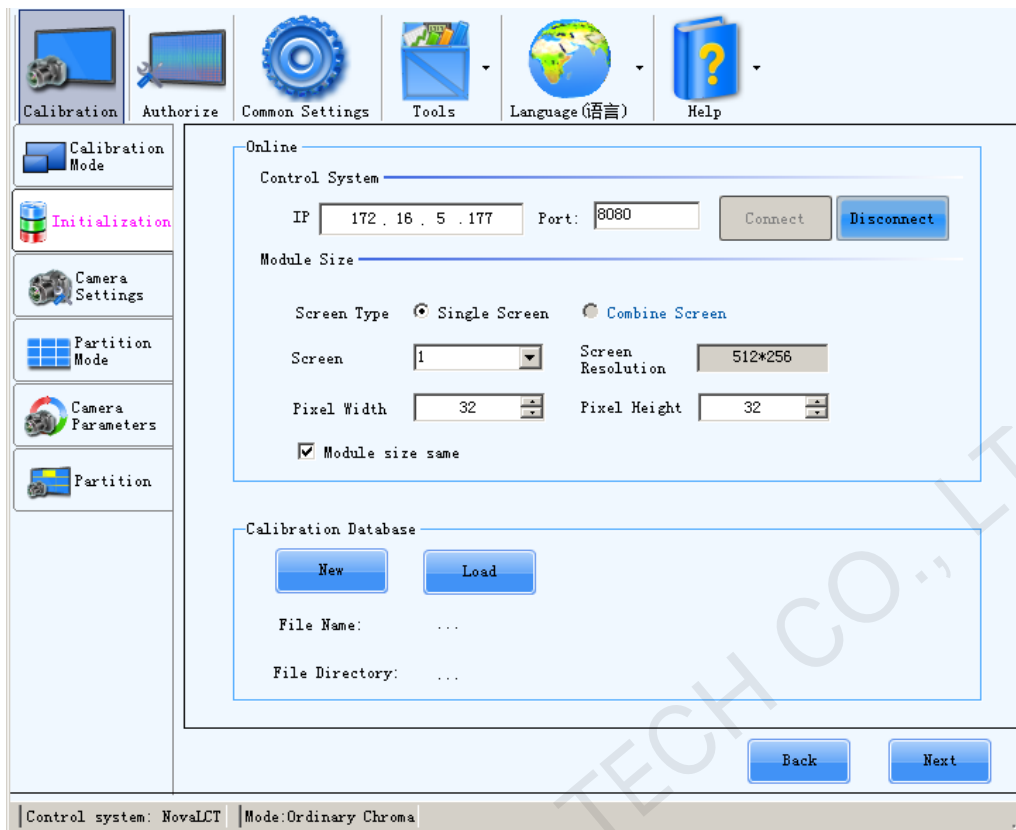 Calibration Authorize Common Settings Tools Language(语言) Help
Calibration
Mode
Initialization
Camera
Settings
Partition
Mode
Camera
Parameters
Partition
Online
Control System
IP 172 . 16 . 5 . 177 Port: 8080 Connect Disconnect
Module Size
Screen Type Single Screen Combine Screen
Screen 1 Screen
Resolution 512*256
Pixel Width 32 Pixel Height 32
Module size same
Calibration Database
New Load
File Name: ...
File Directory: ...
Back Next
Control system: NovaLCT Mode:Ordinary Chroma
TECH CO., LT